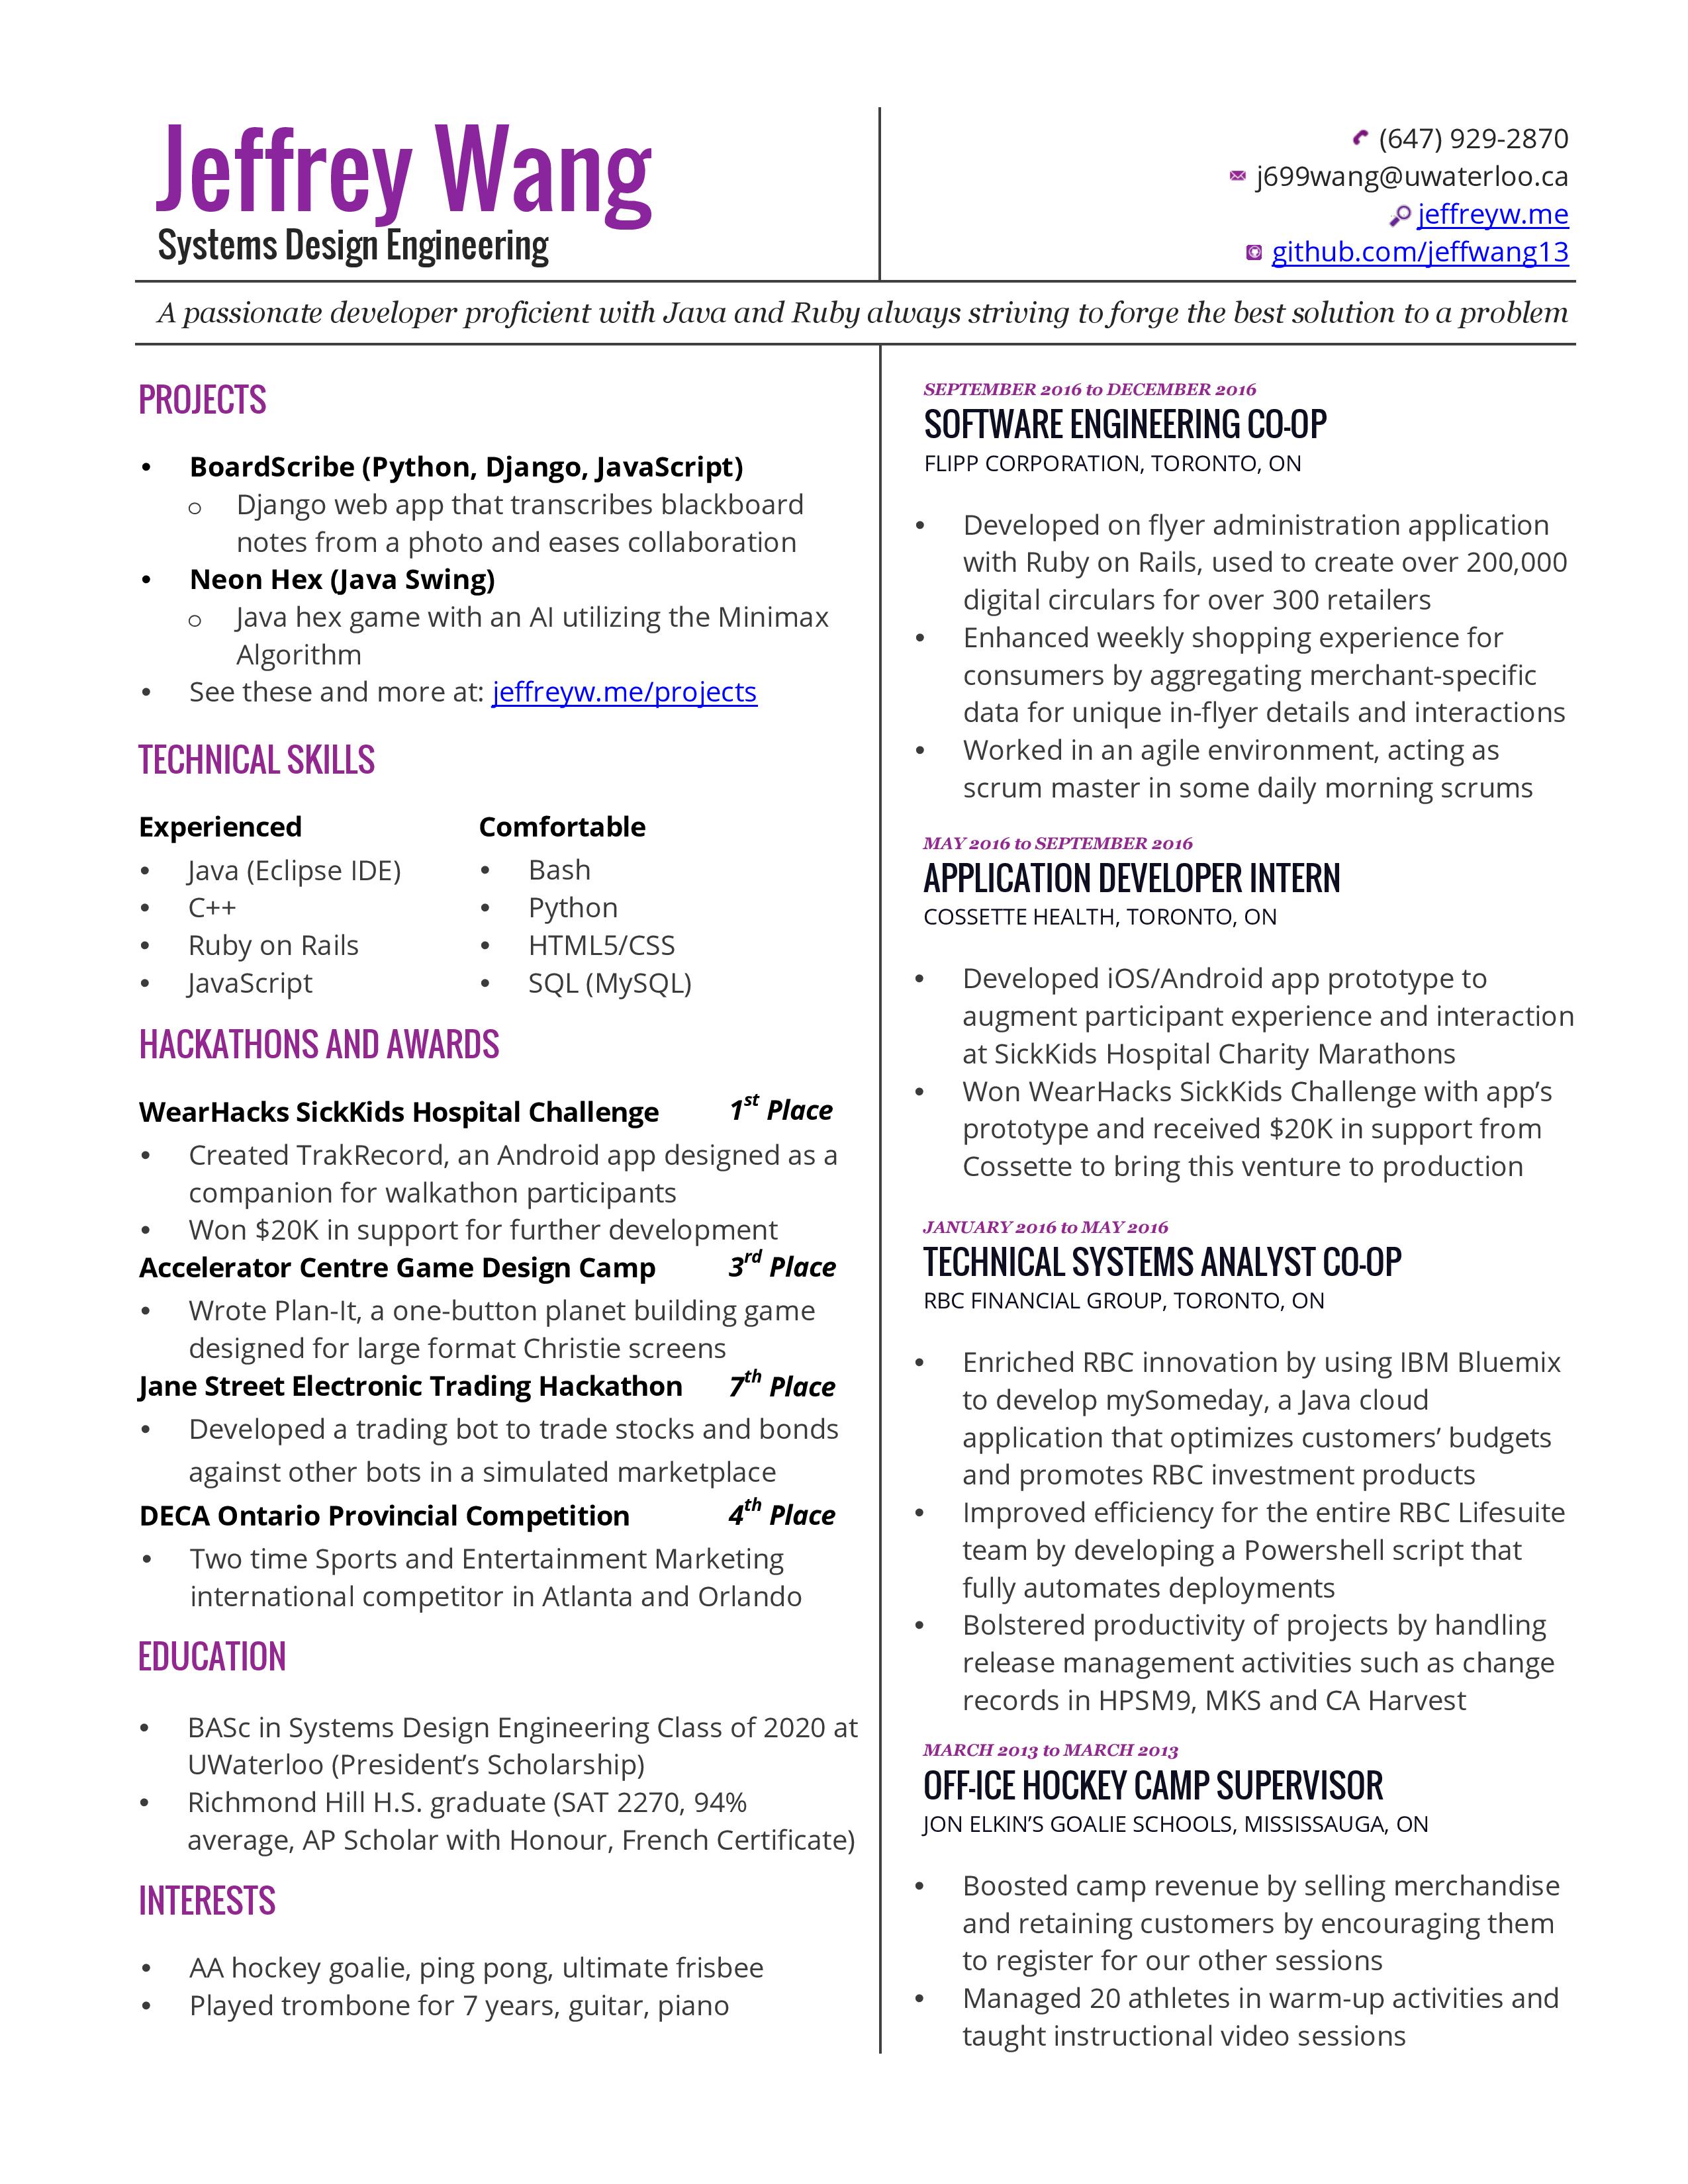 Jeffrey Wang
Systems Design Engineering
(647) 929-2870
j699wang@uwaterloo.ca
jeffreyw.me
github.com/jeffwang13
A passionate developer proficient with Java and Ruby always striving to forge the best solution to a problem
PROJECTS
• BoardScribe (Python, Django, JavaScript)
o Django web app that transcribes blackboard
notes from a photo and eases collaboration
• Neon Hex (Java Swing)
o Java hex game with an AI utilizing the Minimax
Algorithm
• See these and more at: jeffreyw.me/projects
TECHNICAL SKILLS
Experienced
• Java (Eclipse IDE)
• C++
• Ruby on Rails
• JavaScript
Comfortable
• Bash
• Python
• HTML5/CSS
• SQL (MySQL)
HACKATHONS AND AWARDS
WearHacks SickKids Hospital Challenge 1st Place
• Created TrakRecord, an Android app designed as a
companion for walkathon participants
• Won $20K in support for further development
Accelerator Centre Game Design Camp 3rd Place
• Wrote Plan-It, a one-button planet building game
designed for large format Christie screens
Jane Street Electronic Trading Hackathon 7th Place
• Developed a trading bot to trade stocks and bonds
against other bots in a simulated marketplace
DECA Ontario Provincial Competition 4th Place
• Two time Sports and Entertainment Marketing
international competitor in Atlanta and Orlando
EDUCATION
• BASc in Systems Design Engineering Class of 2020 at
UWaterloo (President’s Scholarship)
• Richmond Hill H.S. graduate (SAT 2270, 94%
average, AP Scholar with Honour, French Certificate)
INTERESTS
• AA hockey goalie, ping pong, ultimate frisbee
• Played trombone for 7 years, guitar, piano
SEPTEMBER 2016 to DECEMBER 2016
SOFTWARE ENGINEERING CO-OP
FLIPP CORPORATION, TORONTO, ON
• Developed on flyer administration application
with Ruby on Rails, used to create over 200,000
digital circulars for over 300 retailers
• Enhanced weekly shopping experience for
consumers by aggregating merchant-specific
data for unique in-flyer details and interactions
• Worked in an agile environment, acting as
scrum master in some daily morning scrums
MAY 2016 to SEPTEMBER 2016
APPLICATION DEVELOPER INTERN
COSSETTE HEALTH, TORONTO, ON
• Developed iOS/Android app prototype to
augment participant experience and interaction
at SickKids Hospital Charity Marathons
• Won WearHacks SickKids Challenge with app’s
prototype and received $20K in support from
Cossette to bring this venture to production
JANUARY 2016 to MAY 2016
TECHNICAL SYSTEMS ANALYST CO-OP
RBC FINANCIAL GROUP, TORONTO, ON
• Enriched RBC innovation by using IBM Bluemix
to develop mySomeday, a Java cloud
application that optimizes customers’ budgets
and promotes RBC investment products
• Improved efficiency for the entire RBC Lifesuite
team by developing a Powershell script that
fully automates deployments
• Bolstered productivity of projects by handling
release management activities such as change
records in HPSM9, MKS and CA Harvest
MARCH 2013 to MARCH 2013
OFF-ICE HOCKEY CAMP SUPERVISOR
JON ELKIN’S GOALIE SCHOOLS, MISSISSAUGA, ON
• Boosted camp revenue by selling merchandise
and retaining customers by encouraging them
to register for our other sessions
• Managed 20 athletes in warm-up activities and
taught instructional video sessions